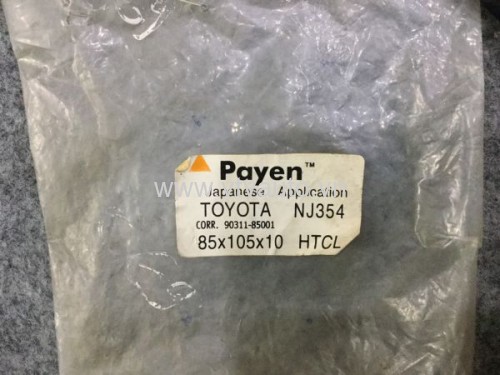 Payen™
Japanese Application
TOYOTA NJ354
CORR. 90311-85001
85x105x10 HTCL